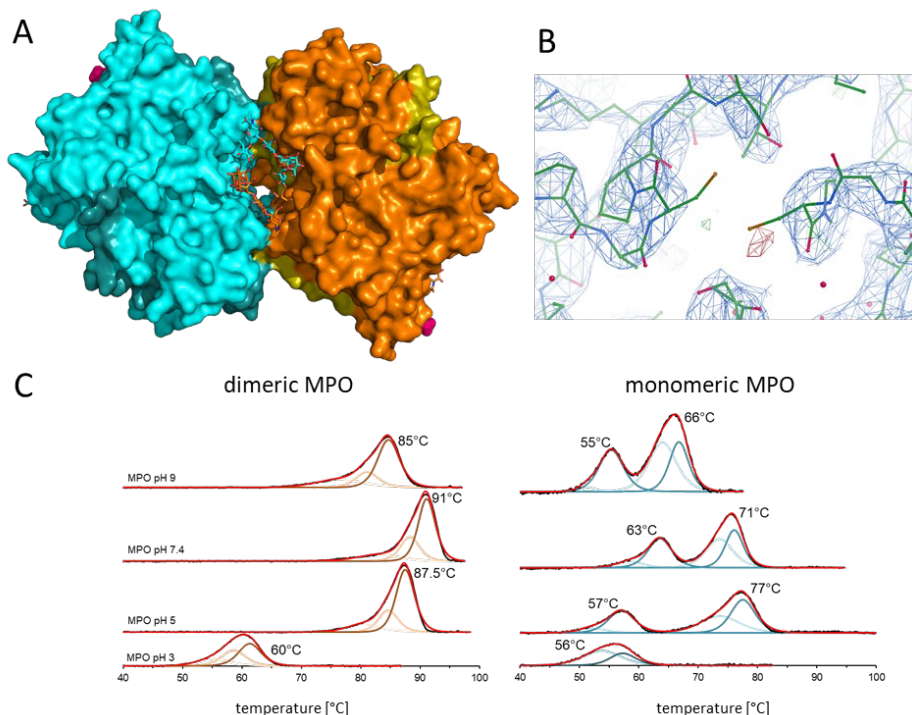 A
B
C
dimeric MPO
monomeric MPO
MPO pH 9
85°C
MPO pH 7.4
91°C
MPO pH 5
87.5°C
MPO pH 3
60°C
40 50 60 70 80 90 100
temperature [°C]
55°C
66°C
63°C
71°C
57°C
77°C
56°C
40 50 60 70 80 90 100
temperature [°C]